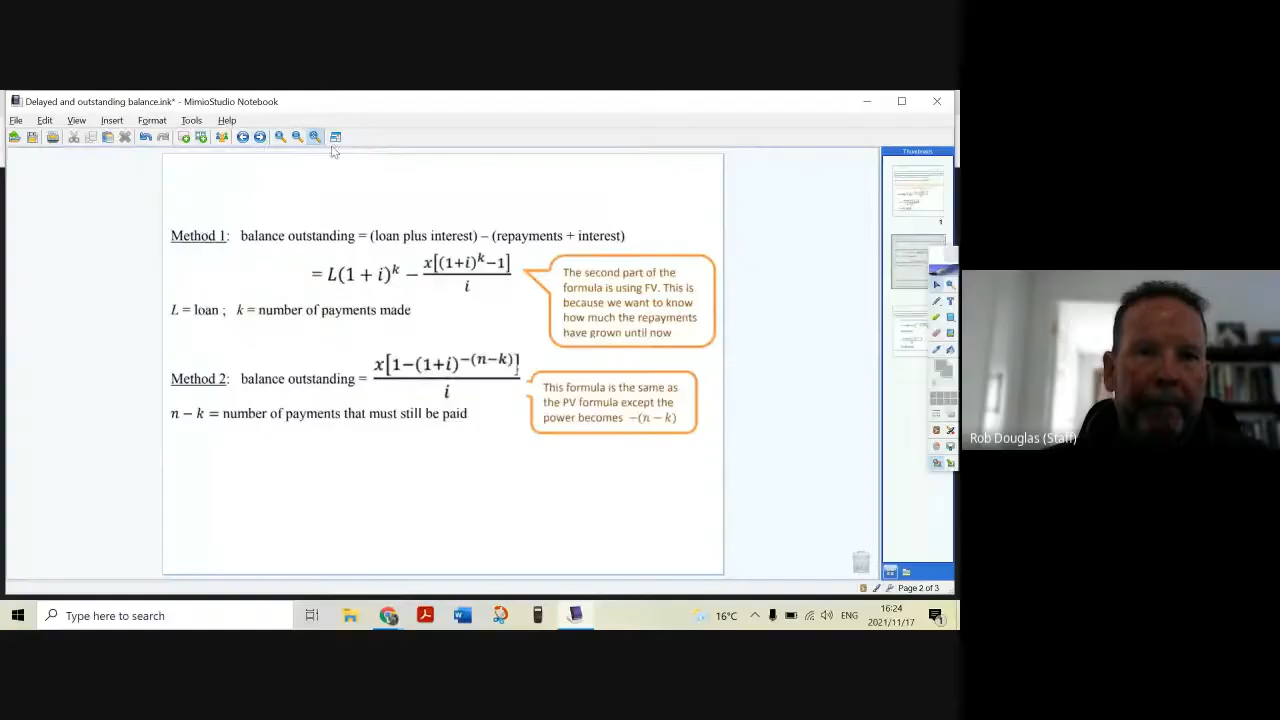 Delayed and outstanding balance.ink* - MimioStudio Notebook
File Edit View Insert Format Tools Help
Thumbnails
Method 1: balance outstanding = (loan plus interest) – (repayments + interest)
= L(1 + i)^k − x[(1+i)^k−1] / i
The second part of the
formula is using FV. This is
because we want to know
how much the repayments
have grown until now
L = loan ; k = number of payments made
Method 2: balance outstanding = x[1−(1+i)^−(n−k)] / i
This formula is the same as
the PV formula except the
power becomes −(n − k)
n − k = number of payments that must still be paid
1
Rob Douglas (Staff)
Page 2 of 3
Type here to search
16°C
ENG
16:24
2021/11/17
1